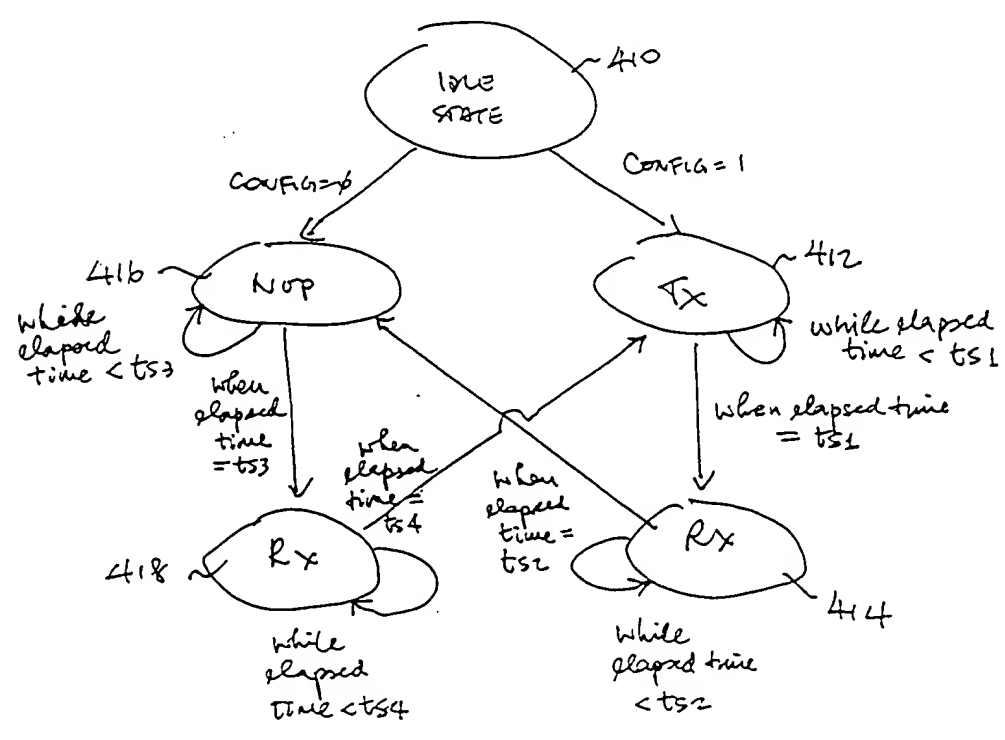 IDLE
STATE
410
CONFIG=0
CONFIG=1
416
NOP
412
Tx
while
elapsed
time < ts3
while elapsed
time < ts1
when
elapsed
time
=ts3
when elapsed time
= ts1
when
elapsed
time =
ts4
when
elapsed
time =
ts2
418
Rx
Rx
414
while
elapsed
time < ts4
while
elapsed time
< ts2